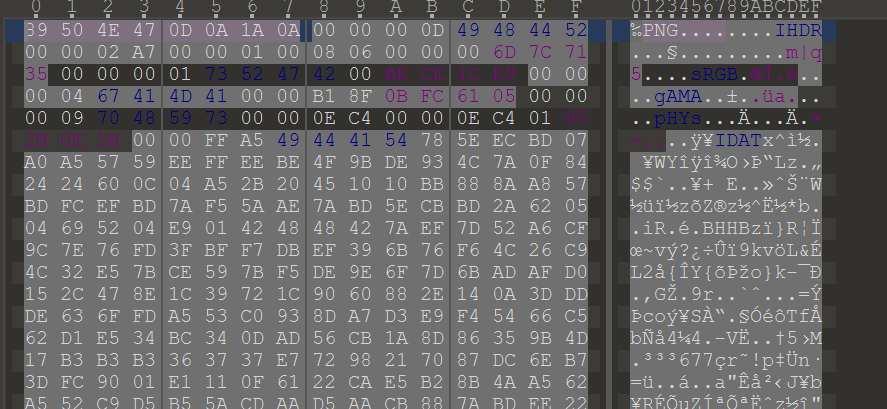 0 1 2 3 4 5 6 7 8 9 A B C D E F 0123456789ABCDEF
89 50 4E 47 0D 0A 1A 0A 00 00 00 0D 49 48 44 52 ‰PNG........IHDR
00 00 02 A7 00 00 01 00 08 06 00 00 00 6D 7C 71 ...§.........m|q
35 00 00 00 01 73 52 47 42 00 AE CE 1C E9 00 00 5....sRGB.®Î.é..
00 04 67 41 4D 41 00 00 B1 8F 0B FC 61 05 00 00 ..gAMA..±..üa...
00 09 70 48 59 73 00 00 0E C4 00 00 0E C4 01 95 ..pHYs...Ä...Ä.•
2B 0E 1B 00 00 FF A5 49 44 41 54 78 5E EC BD 07 +....ÿ¥IDATx^ì½.
A0 A5 57 59 EE FF EE BE 4F 9B DE 93 4C 7A 0F 84 ¥WYîÿî¾O›Þ“Lz.„
24 24 60 0C 04 A5 2B 20 45 10 10 BB 88 8A A8 57 $$`..¥+ E..»ˆŠ¨W
BD FC EF BD 7A F5 5A AE 7A BD 5E CB BD 2A 62 05 ½üï½zõZ®z½^Ë½*b.
04 69 52 04 E9 01 42 48 48 42 7A EF 7D 52 A6 CF .iR.é.BHHBzï}R¦Ï
9C 7E 76 FD 3F BF F7 DB EF 39 6B 76 F6 4C 26 C9 œ~vý?¿÷Ûï9kvöL&É
4C 32 E5 7B CE 59 7B F5 DE 9E 6F 7D 6B AD AF D0 L2å{ÎY{õÞžo}k-¯Ð
15 2C 47 8E 1C 39 72 1C 90 60 88 2E 14 0A 3D DD .,GŽ.9r..`ˆ...=Ý
DE 63 6F FD A5 53 C0 93 8D A7 D3 E9 F4 54 66 C5 Þcoý¥SÀ“.§ÓéôTfÅ
62 D1 E5 34 BC 34 0D AD 56 CB 1A 8D 86 35 9B 4D bÑå4¼4.-VË..†5›M
17 B3 B3 B3 36 37 37 E7 72 98 21 70 87 DC 6E B7 .³³³677çr˜!p‡Ün·
3D FC 90 01 E1 11 0F 61 22 CA E5 B2 8B 4A A5 62 =ü..á..a"Êå²‹J¥b
A5 52 C9 D5 B5 5A CD AA D5 AA CB 88 7A BD EE 22 ¥RÉÕµZÍªÕªËˆz½î"